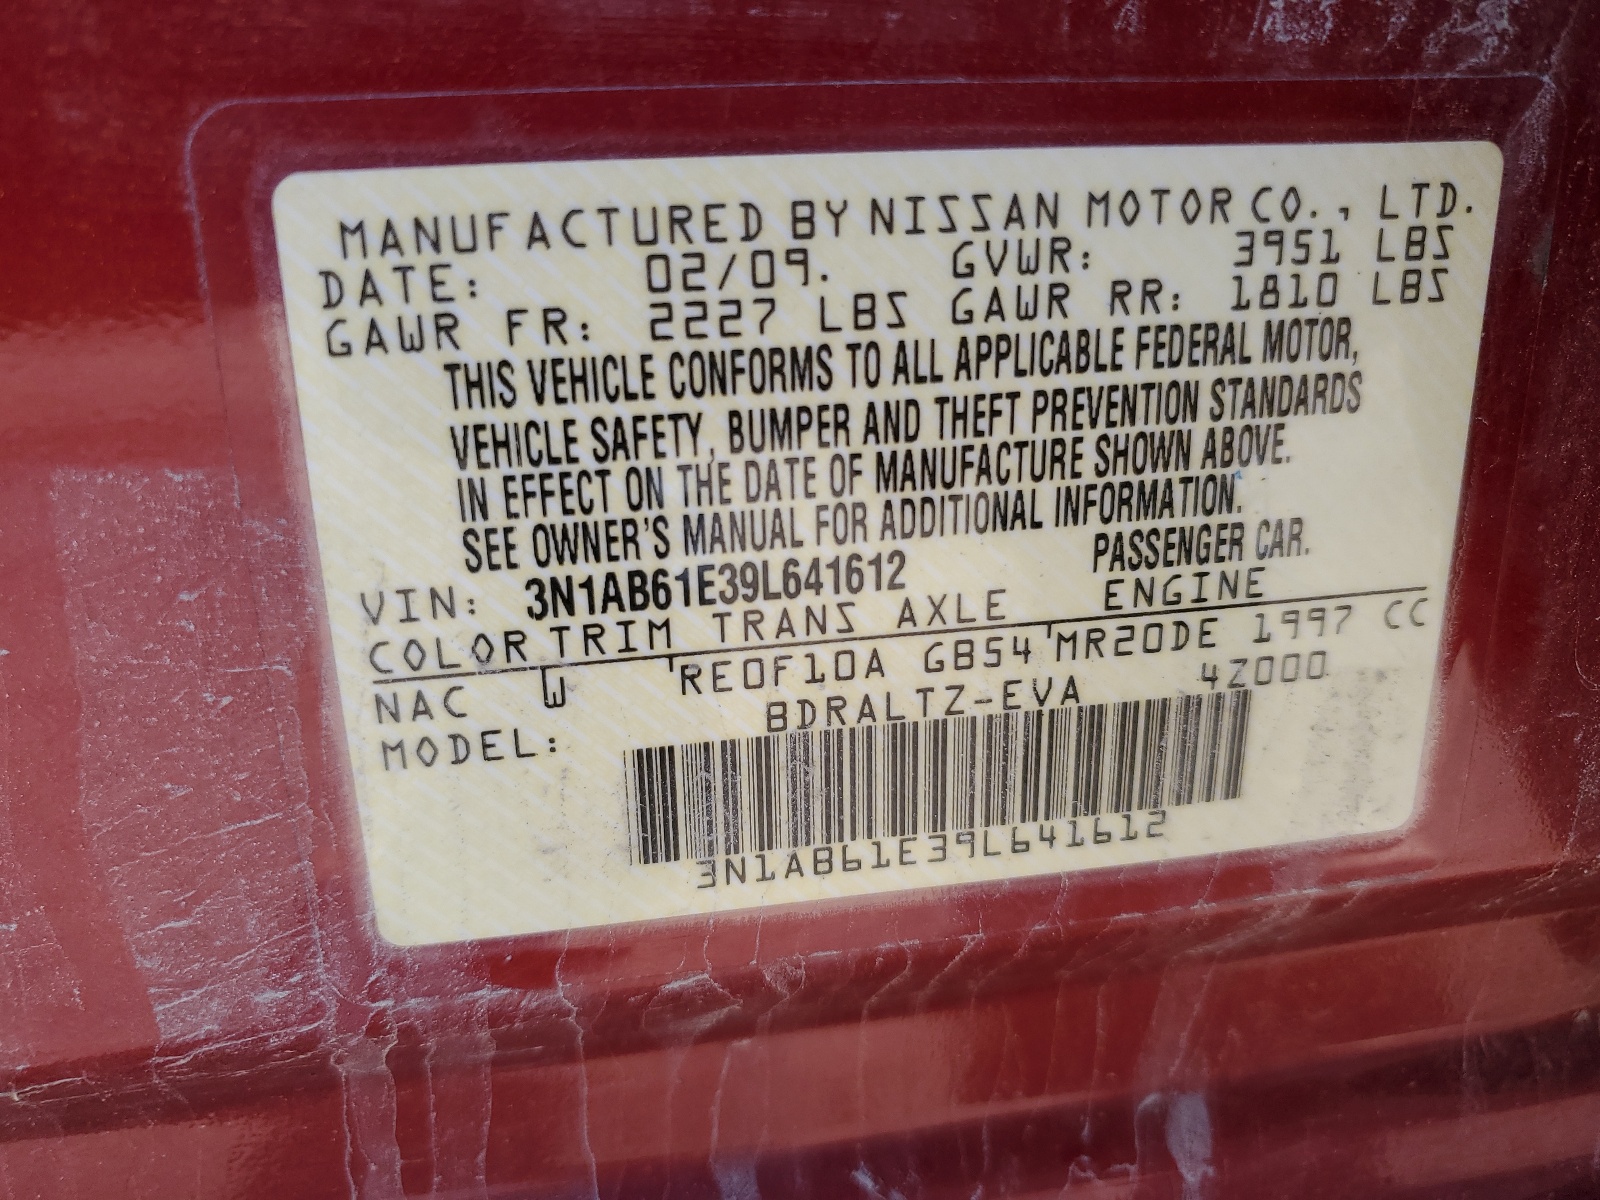 MANUFACTURED BY NISSAN MOTOR CO., LTD.
DATE: 02/09. GVWR: 3951 LBS
GAWR FR: 2227 LBS GAWR RR: 1810 LBS
THIS VEHICLE CONFORMS TO ALL APPLICABLE FEDERAL MOTOR,
VEHICLE SAFETY, BUMPER AND THEFT PREVENTION STANDARDS
IN EFFECT ON THE DATE OF MANUFACTURE SHOWN ABOVE.
SEE OWNER'S MANUAL FOR ADDITIONAL INFORMATION.
VIN: 3N1AB61E39L641612 PASSENGER CAR.
COLOR TRIM TRANS AXLE ENGINE
NAC W RE0F10A GB54 MR20DE 1997 CC
MODEL: BDRALTZ-EVA 4Z000
3N1AB61E39L641612